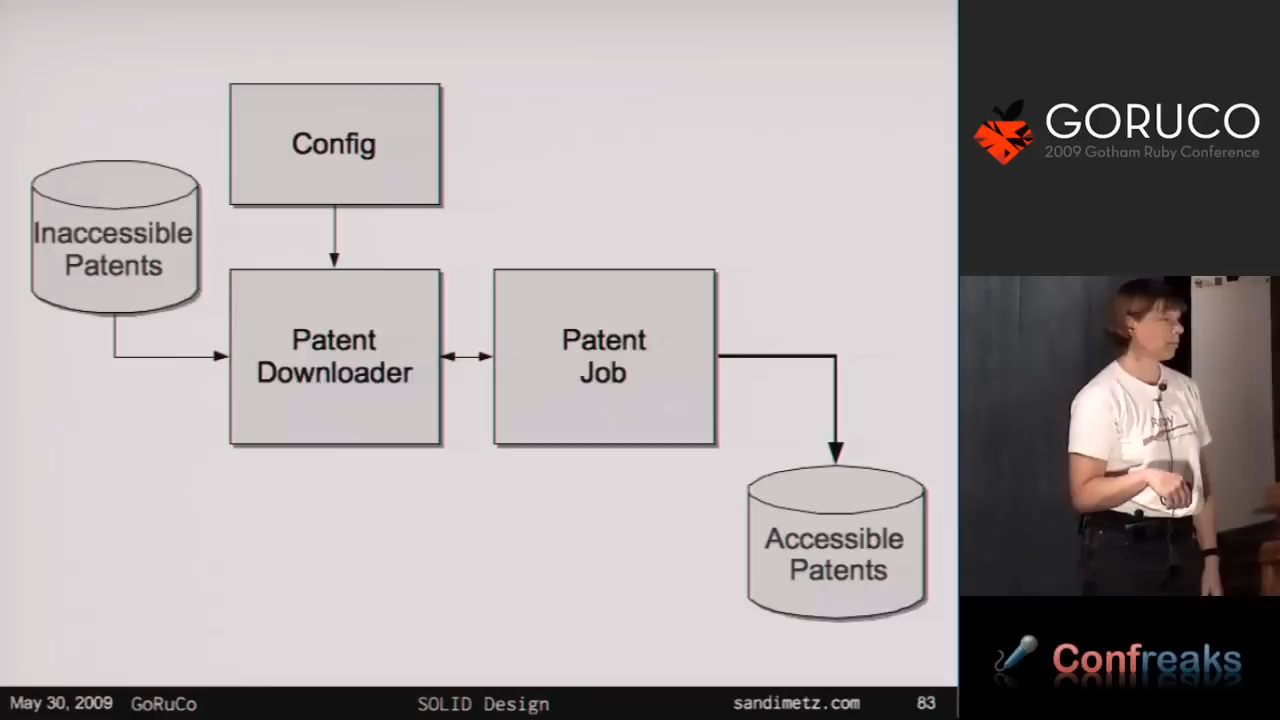 Config
Inaccessible
Patents
Patent
Downloader
Patent
Job
Accessible
Patents
May 30, 2009 GoRuCo SOLID Design sandimetz.com 83
GORUCO
2009 Gotham Ruby Conference
Ruby
Confreaks